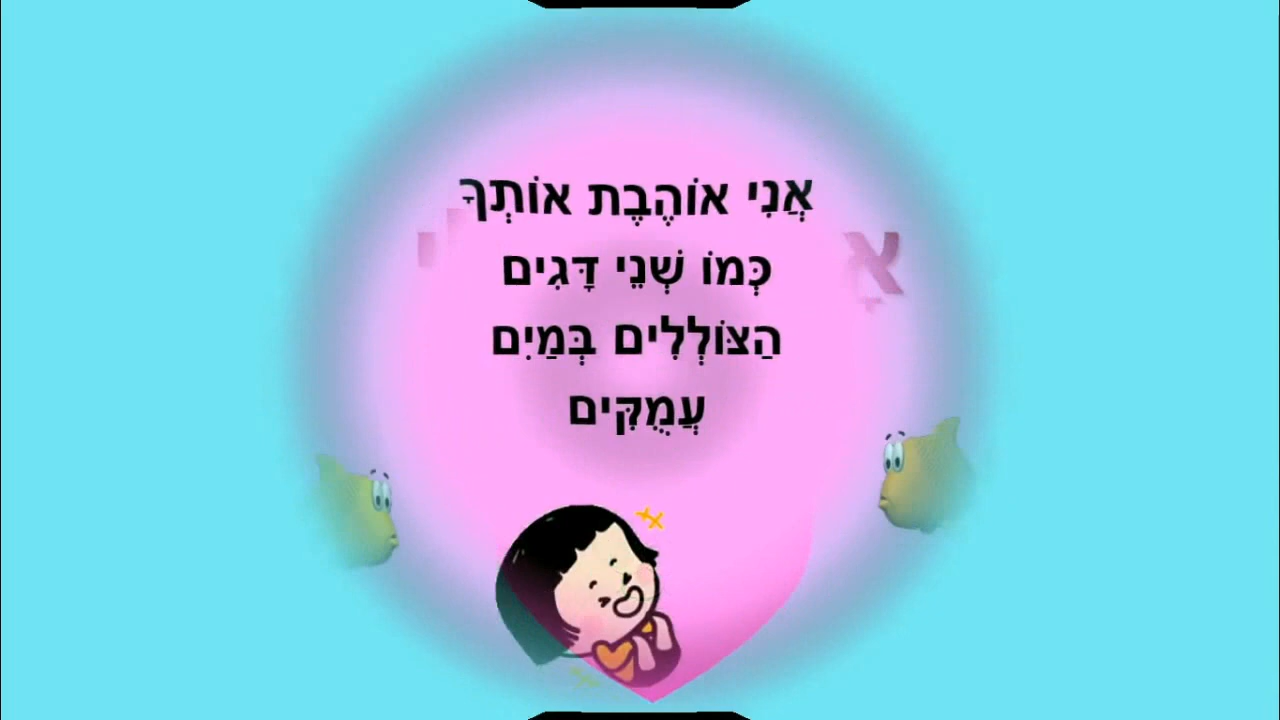 אֲנִי אוֹהֶבֶת אוֹתְךָ
כְּמוֹ שְׁנֵי דָּגִים
הַצּוֹלְלִים בְּמַיִם
עֲמֻקִּים